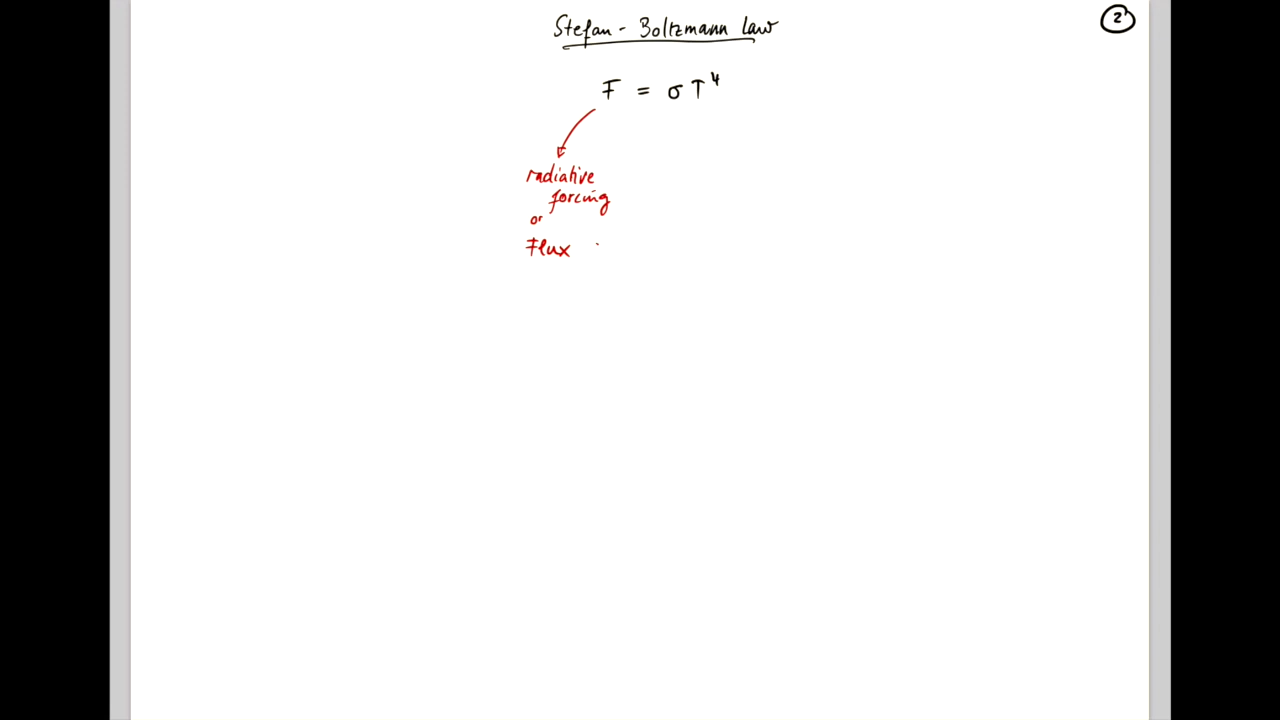 Stefan - Boltzmann Law
2
F = σT⁴
radiative
forcing
or
Flux